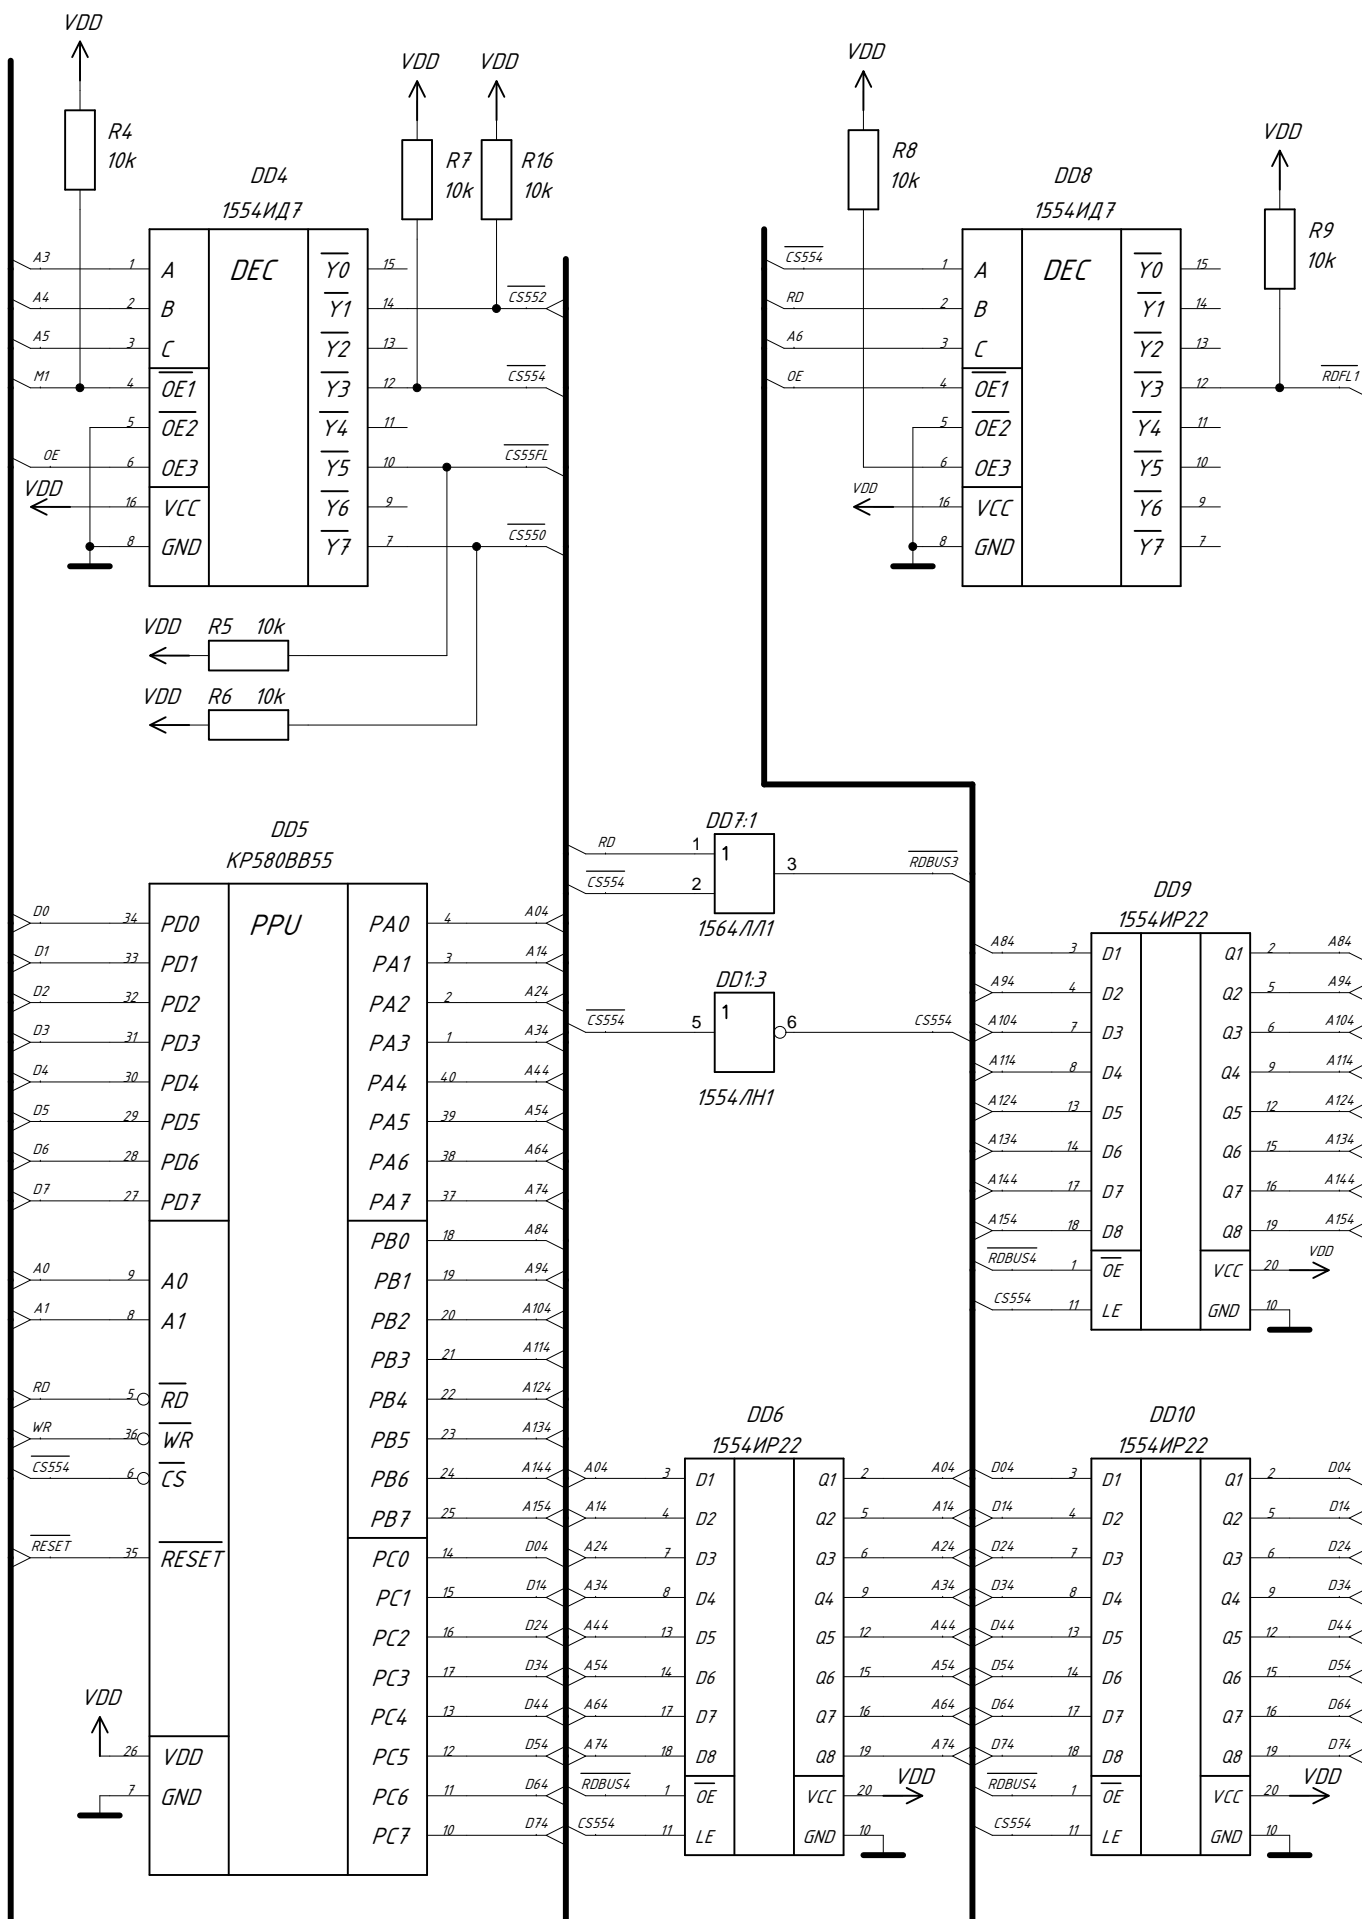 VDD
R4
10k
VDD
VDD
R7
10k
R16
10k
DD4
1554ИД7
A3 1 A DEC Y0 15
A4 2 B Y1 14 CS552
A5 3 C Y2 13
M1 4 OE1 Y3 12 CS554
5 OE2 Y4 11
OE 6 OE3 Y5 10 CS55FL
VDD 16 VCC Y6 9
8 GND Y7 7 CS550
VDD R5 10k
VDD R6 10k
VDD
R8
10k
VDD
R9
10k
DD8
1554ИД7
CS554 1 A DEC Y0 15
RD 2 B Y1 14
A6 3 C Y2 13
OE 4 OE1 Y3 12 RDFL1
5 OE2 Y4 11
6 OE3 Y5 10
VDD 16 VCC Y6 9
8 GND Y7 7
DD5
КР580ВВ55
D0 34 PD0 PPU PA0 4 A04
D1 33 PD1 PA1 3 A14
D2 32 PD2 PA2 2 A24
D3 31 PD3 PA3 1 A34
D4 30 PD4 PA4 40 A44
D5 29 PD5 PA5 39 A54
D6 28 PD6 PA6 38 A64
D7 27 PD7 PA7 37 A74
PB0 18 A84
A0 9 A0 PB1 19 A94
A1 8 A1 PB2 20 A104
PB3 21 A114
RD 5 RD PB4 22 A124
WR 36 WR PB5 23 A134
CS554 6 CS PB6 24 A144
PB7 25 A154
RESET 35 RESET PC0 14 D04
PC1 15 D14
PC2 16 D24
PC3 17 D34
VDD
PC4 13 D44
26 VDD PC5 12 D54
7 GND PC6 11 D64
PC7 10 D74
DD7:1
RD 1 1 3 RDBUS3
CS554 2
1564ЛЛ1
DD1:3
CS554 5 1 6 CS554
1554ЛН1
DD9
1554ИР22
A84 3 D1 Q1 2 A84
A94 4 D2 Q2 5 A94
A104 7 D3 Q3 6 A104
A114 8 D4 Q4 9 A114
A124 13 D5 Q5 12 A124
A134 14 D6 Q6 15 A134
A144 17 D7 Q7 16 A144
A154 18 D8 Q8 19 A154
RDBUS4 1 OE VCC 20 VDD
CS554 11 LE GND 10
DD6
1554ИР22
A04 3 D1 Q1 2 A04
A14 4 D2 Q2 5 A14
A24 7 D3 Q3 6 A24
A34 8 D4 Q4 9 A34
A44 13 D5 Q5 12 A44
A54 14 D6 Q6 15 A54
A64 17 D7 Q7 16 A64
A74 18 D8 Q8 19 A74
RDBUS4 1 OE VCC 20 VDD
CS554 11 LE GND 10
DD10
1554ИР22
D04 3 D1 Q1 2 D04
D14 4 D2 Q2 5 D14
D24 7 D3 Q3 6 D24
D34 8 D4 Q4 9 D34
D44 13 D5 Q5 12 D44
D54 14 D6 Q6 15 D54
D64 17 D7 Q7 16 D64
D74 18 D8 Q8 19 D74
RDBUS4 1 OE VCC 20 VDD
CS554 11 LE GND 10